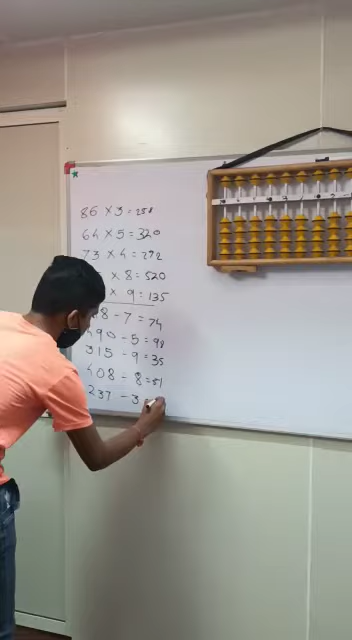 86 × 3 = 258
64 × 5 = 320
73 × 4 = 292
× 8 = 520
× 9 = 135
8 - 7 = 74
490 - 5 = 98
315 - 9 = 35
408 - 8 = 51
237 - 3